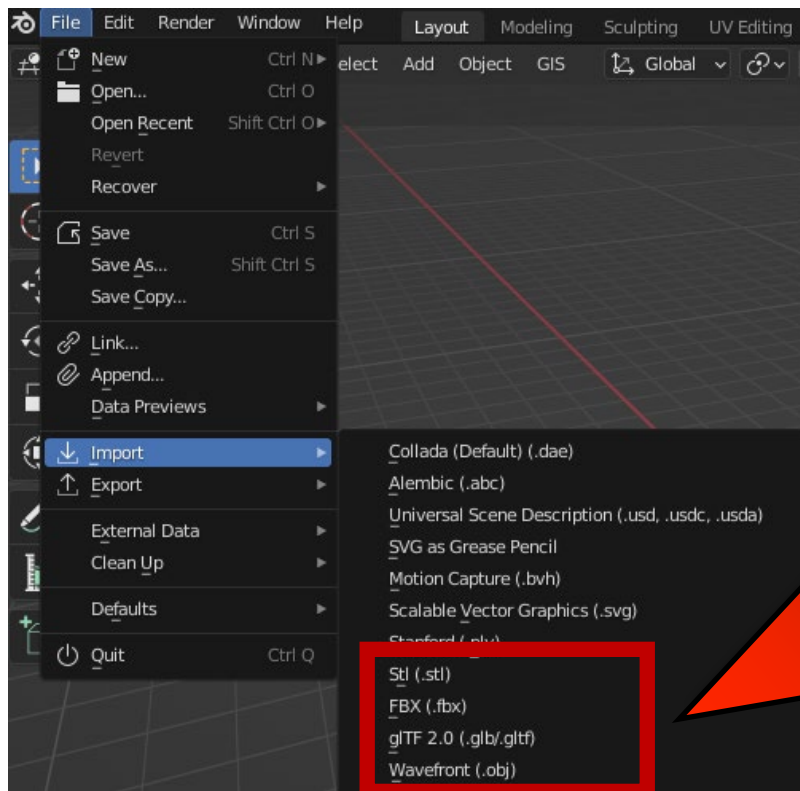 File Edit Render Window Help Layout Modeling Sculpting UV Editing
elect Add Object GIS Global
New Ctrl N
Open... Ctrl O
Open Recent Shift Ctrl O
Revert
Recover
Save Ctrl S
Save As... Shift Ctrl S
Save Copy...
Link...
Append...
Data Previews
Import
Export
External Data
Clean Up
Defaults
Quit Ctrl Q
Collada (Default) (.dae)
Alembic (.abc)
Universal Scene Description (.usd, .usdc, .usda)
SVG as Grease Pencil
Motion Capture (.bvh)
Scalable Vector Graphics (.svg)
Stanford (.ply)
Stl (.stl)
FBX (.fbx)
glTF 2.0 (.glb/.gltf)
Wavefront (.obj)